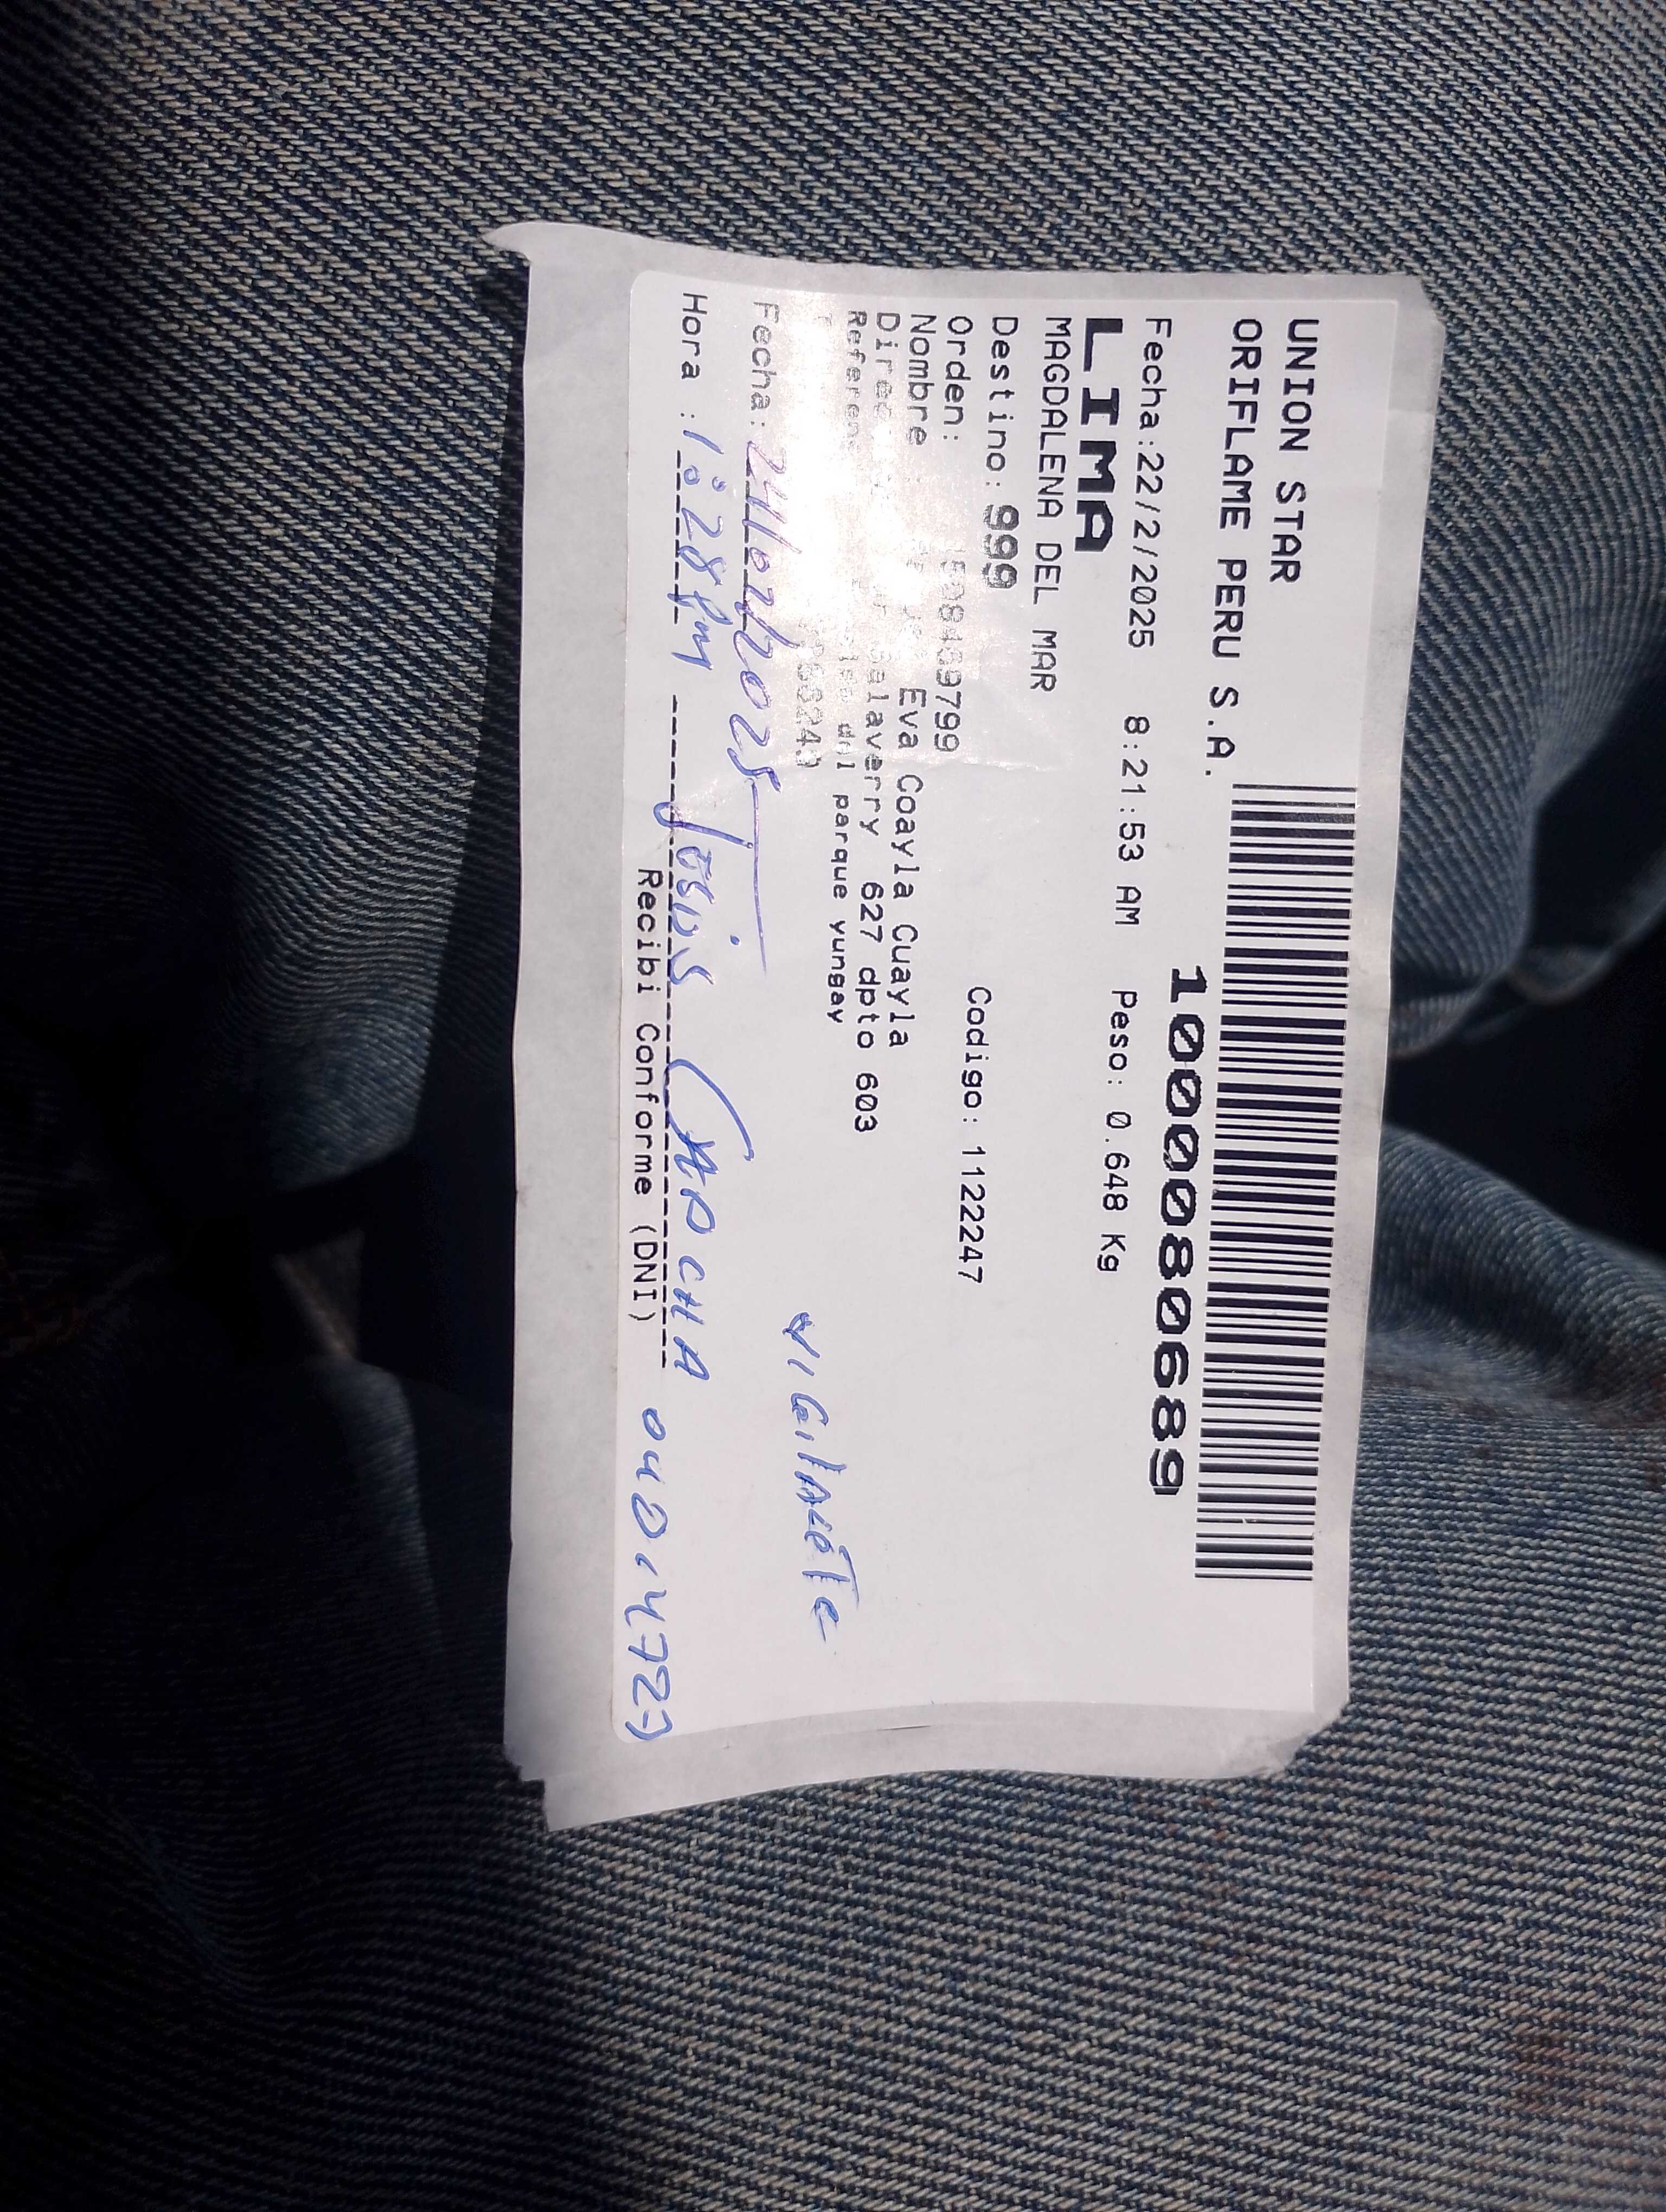 UNION STAR
ORIFLAME PERU S.A.
1000080689
Fecha:22/2/2025 8:21:53 AM Peso: 0.648 Kg
LIMA
MAGDALENA DEL MAR
Destino: 999
Orden: Codigo: 1122247
Nombre Eva Coayla Cuayla
627 dpto 603
parque yungay
VIGILANTE
Fecha: 24/02/2025
Hora : 1:28 PM
CAPCHA
Recibi Conforme (DNI)